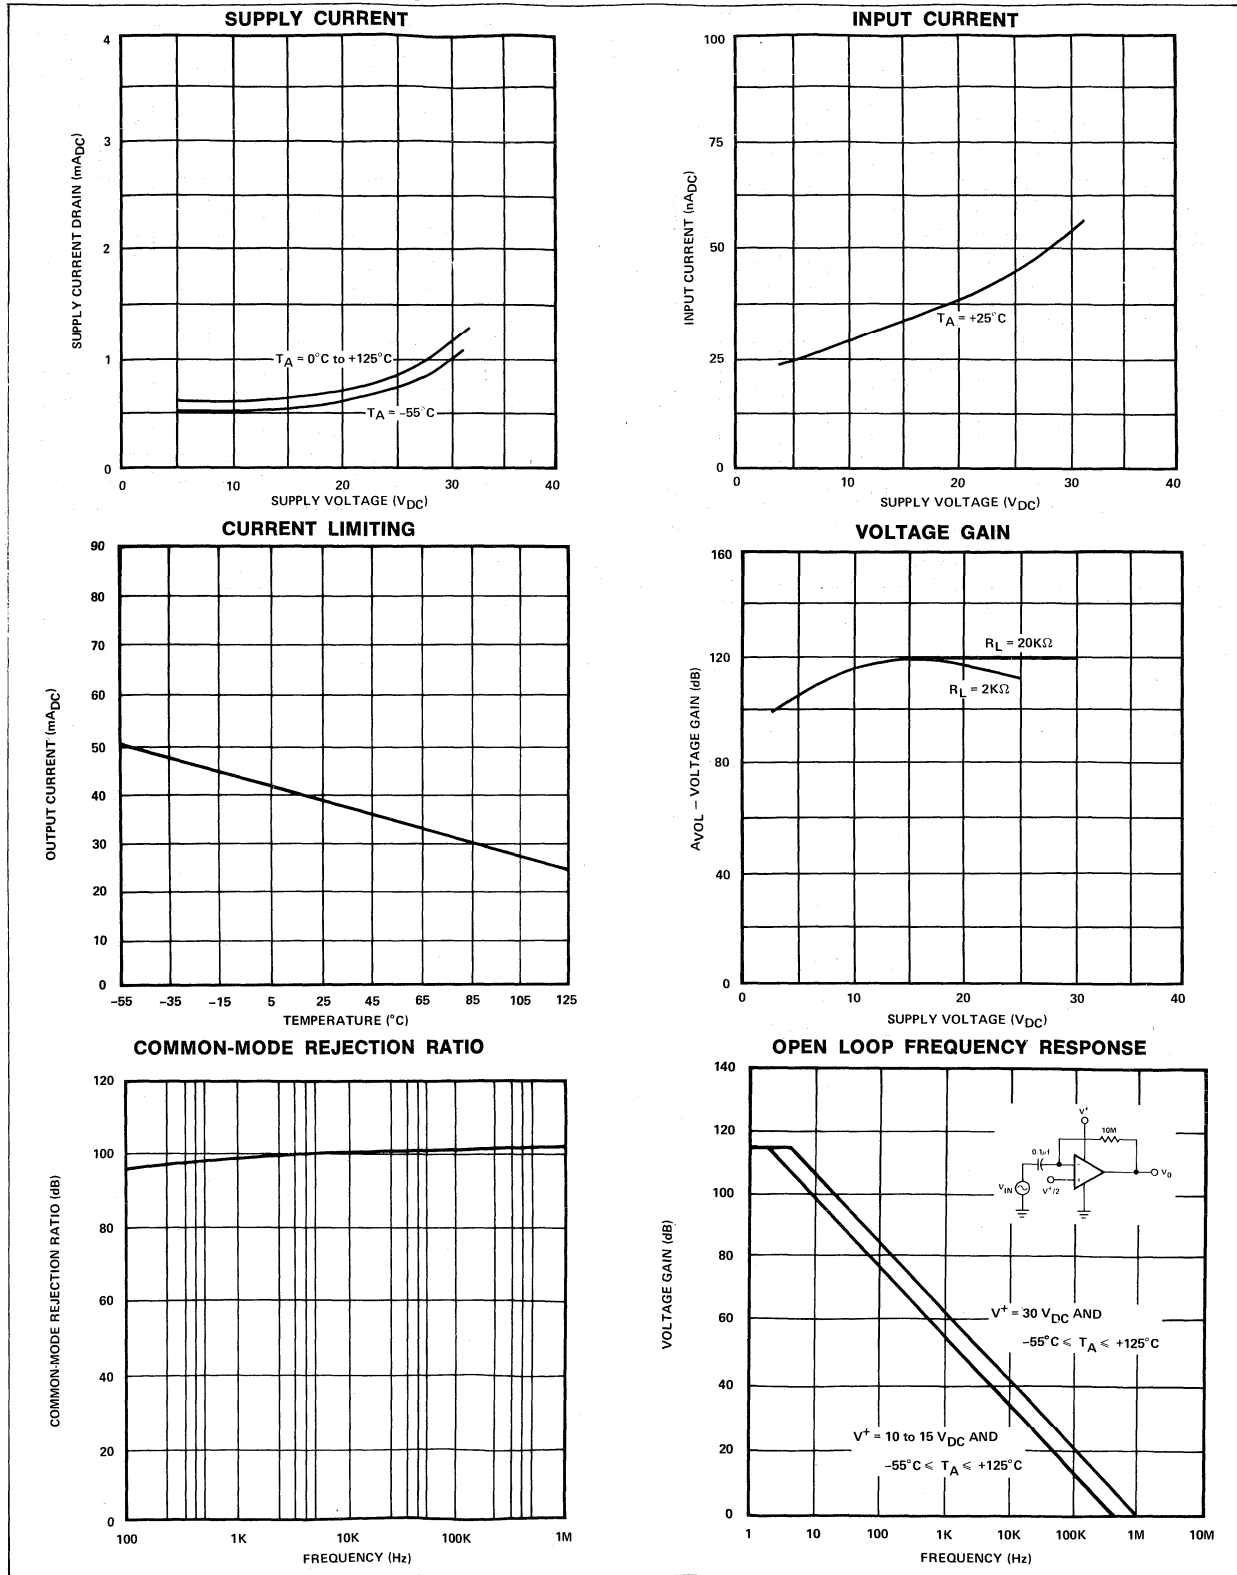 SUPPLY CURRENT
4
3
2
1
0
SUPPLY CURRENT DRAIN (mADC)
TA = 0°C to +125°C
TA = -55°C
0 10 20 30 40
SUPPLY VOLTAGE (VDC)
INPUT CURRENT
100
75
50
25
0
INPUT CURRENT (nADC)
TA = +25°C
0 10 20 30 40
SUPPLY VOLTAGE (VDC)
CURRENT LIMITING
90
80
70
60
50
40
30
20
10
0
OUTPUT CURRENT (mADC)
-55 -35 -15 5 25 45 65 85 105 125
TEMPERATURE (°C)
VOLTAGE GAIN
160
120
80
40
0
AVOL – VOLTAGE GAIN (dB)
RL = 20KΩ
RL = 2KΩ
0 10 20 30 40
SUPPLY VOLTAGE (VDC)
COMMON-MODE REJECTION RATIO
120
100
80
60
40
20
0
COMMON-MODE REJECTION RATIO (dB)
100 1K 10K 100K 1M
FREQUENCY (Hz)
OPEN LOOP FREQUENCY RESPONSE
140
120
100
80
60
40
20
0
VOLTAGE GAIN (dB)
V+
10M
0.1µf
VIN
V+/2
VO
V+ = 30 VDC AND
-55°C ≤ TA ≤ +125°C
V+ = 10 to 15 VDC AND
-55°C ≤ TA ≤ +125°C
1 10 100 1K 10K 100K 1M 10M
FREQUENCY (Hz)